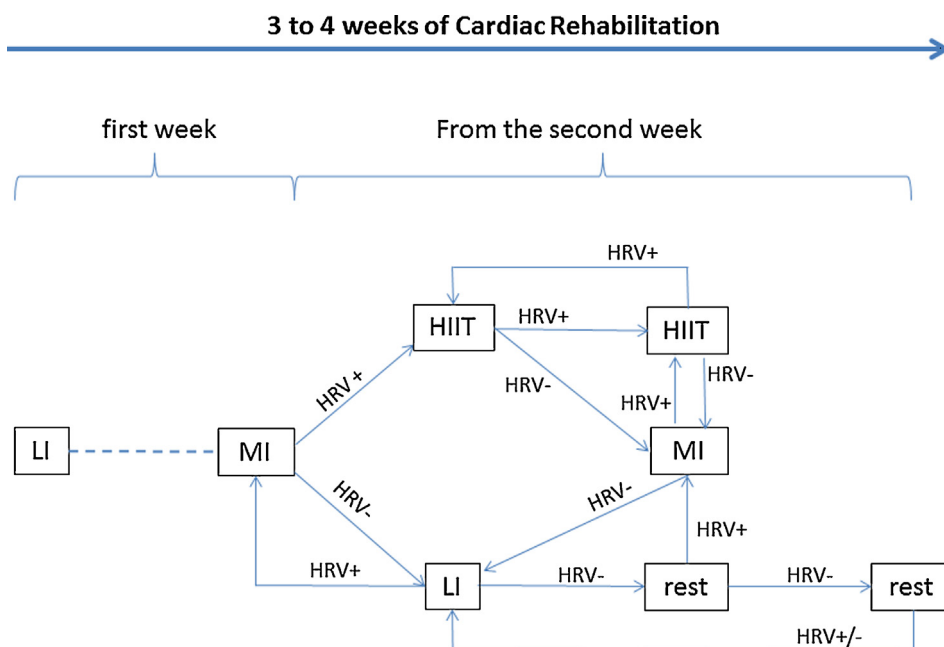 3 to 4 weeks of Cardiac Rehabilitation
first week
From the second week
HRV+
HIIT
HRV+
HIIT
HRV+
HRV-
HRV+
HRV-
LI
MI
MI
HRV-
HRV-
HRV+
HRV+
LI
HRV-
rest
HRV-
rest
HRV+/-